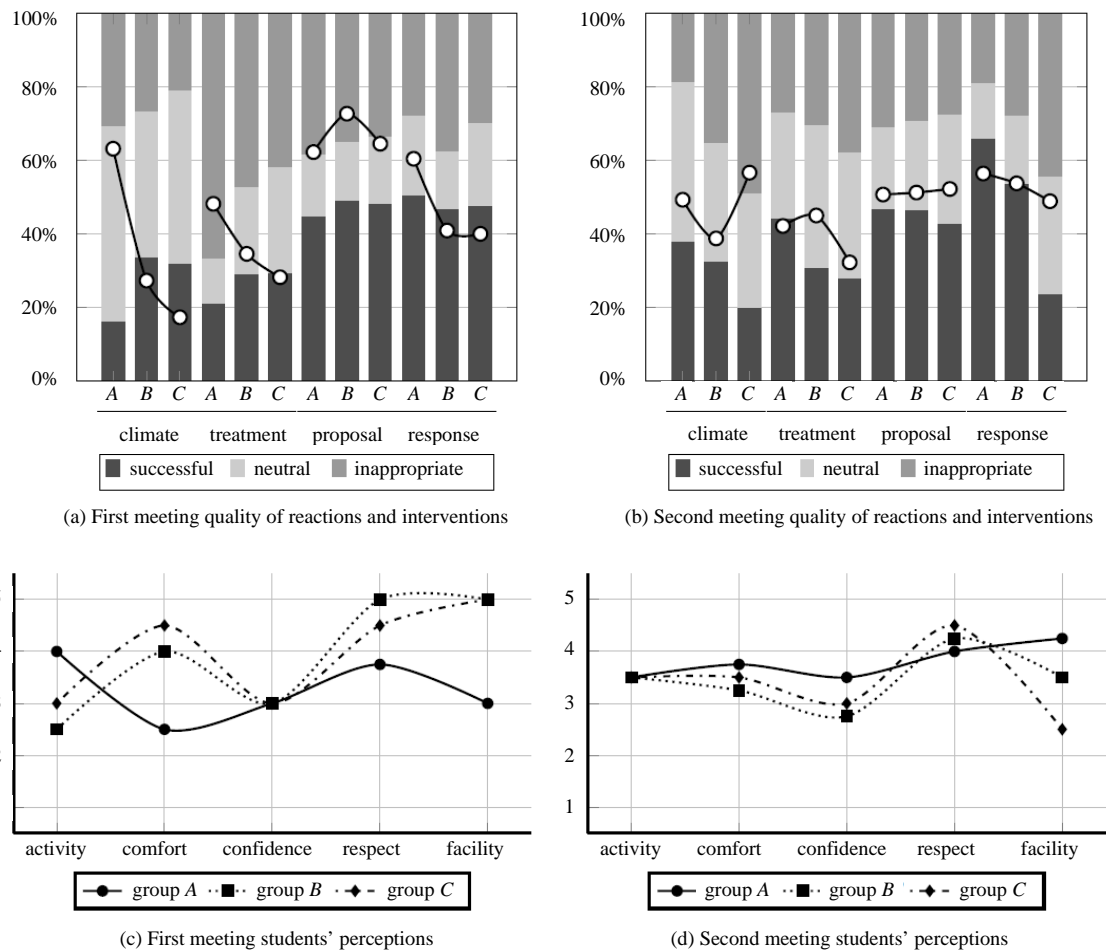 100%
80%
60%
40%
20%
0%
A B C A B C A B C A B C
climate treatment proposal response
successful neutral inappropriate
(a) First meeting quality of reactions and interventions
100%
80%
60%
40%
20%
0%
A B C A B C A B C A B C
climate treatment proposal response
successful neutral inappropriate
(b) Second meeting quality of reactions and interventions
activity comfort confidence respect facility
group A group B group C
(c) First meeting students’ perceptions
5
4
3
2
1
activity comfort confidence respect facility
group A group B group C
(d) Second meeting students’ perceptions